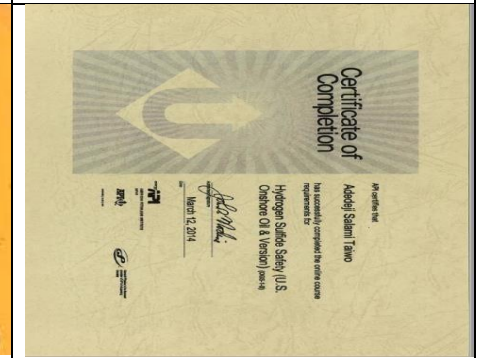 Certificate of
Completion
API certifies that
Adedeji Salami Taiwo
has successfully completed the online course
requirements for
Hydrogen Sulfide Safety (U.S.
Onshore Oil & Version)
March 12, 2014
API